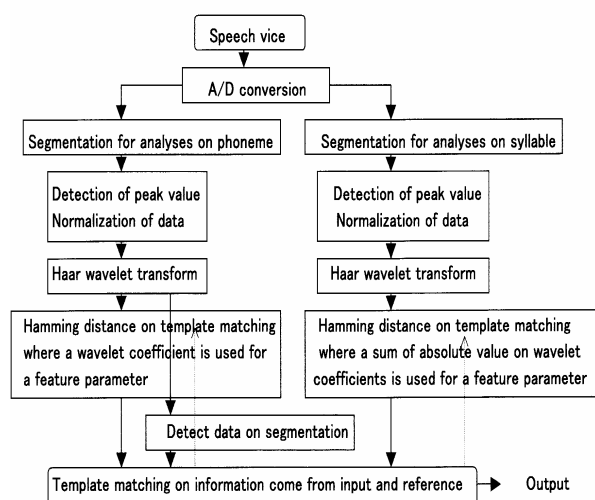 Speech vice
A/D conversion
Segmentation for analyses on phoneme
Segmentation for analyses on syllable
Detection of peak value
Normalization of data
Detection of peak value
Normalization of data
Haar wavelet transform
Haar wavelet transform
Hamming distance on template matching
where a wavelet coefficient is used for
a feature parameter
Hamming distance on template matching
where a sum of absolute value on wavelet
coefficients is used for a feature parameter
Detect data on segmentation
Template matching on information come from input and reference
Output